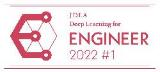 JDLA
Deep Learning for
ENGINEER
2022 #1